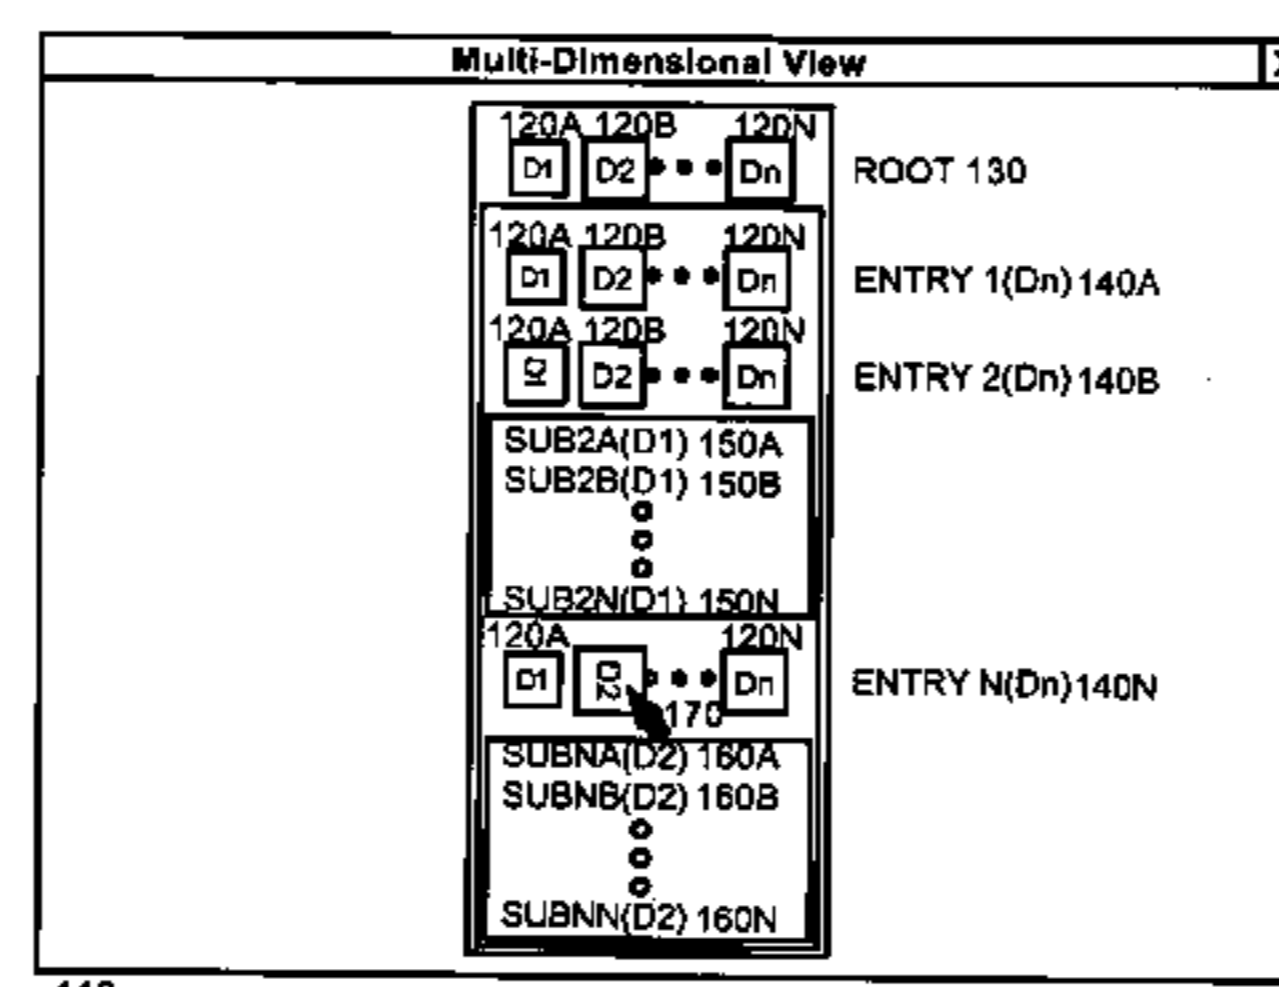 Multi-Dimensional View
120A 120B 120N
D1 D2 Dn ROOT 130
120A 120B 120N
D1 D2 Dn ENTRY 1(Dn) 140A
120A 120B 120N
D1 D2 Dn ENTRY 2(Dn) 140B
SUB2A(D1) 150A
SUB2B(D1) 150B
SUB2N(D1) 150N
120A 120N
D1 D2 Dn ENTRY N(Dn) 140N
170
SUBNA(D2) 160A
SUBNB(D2) 160B
SUBNN(D2) 160N